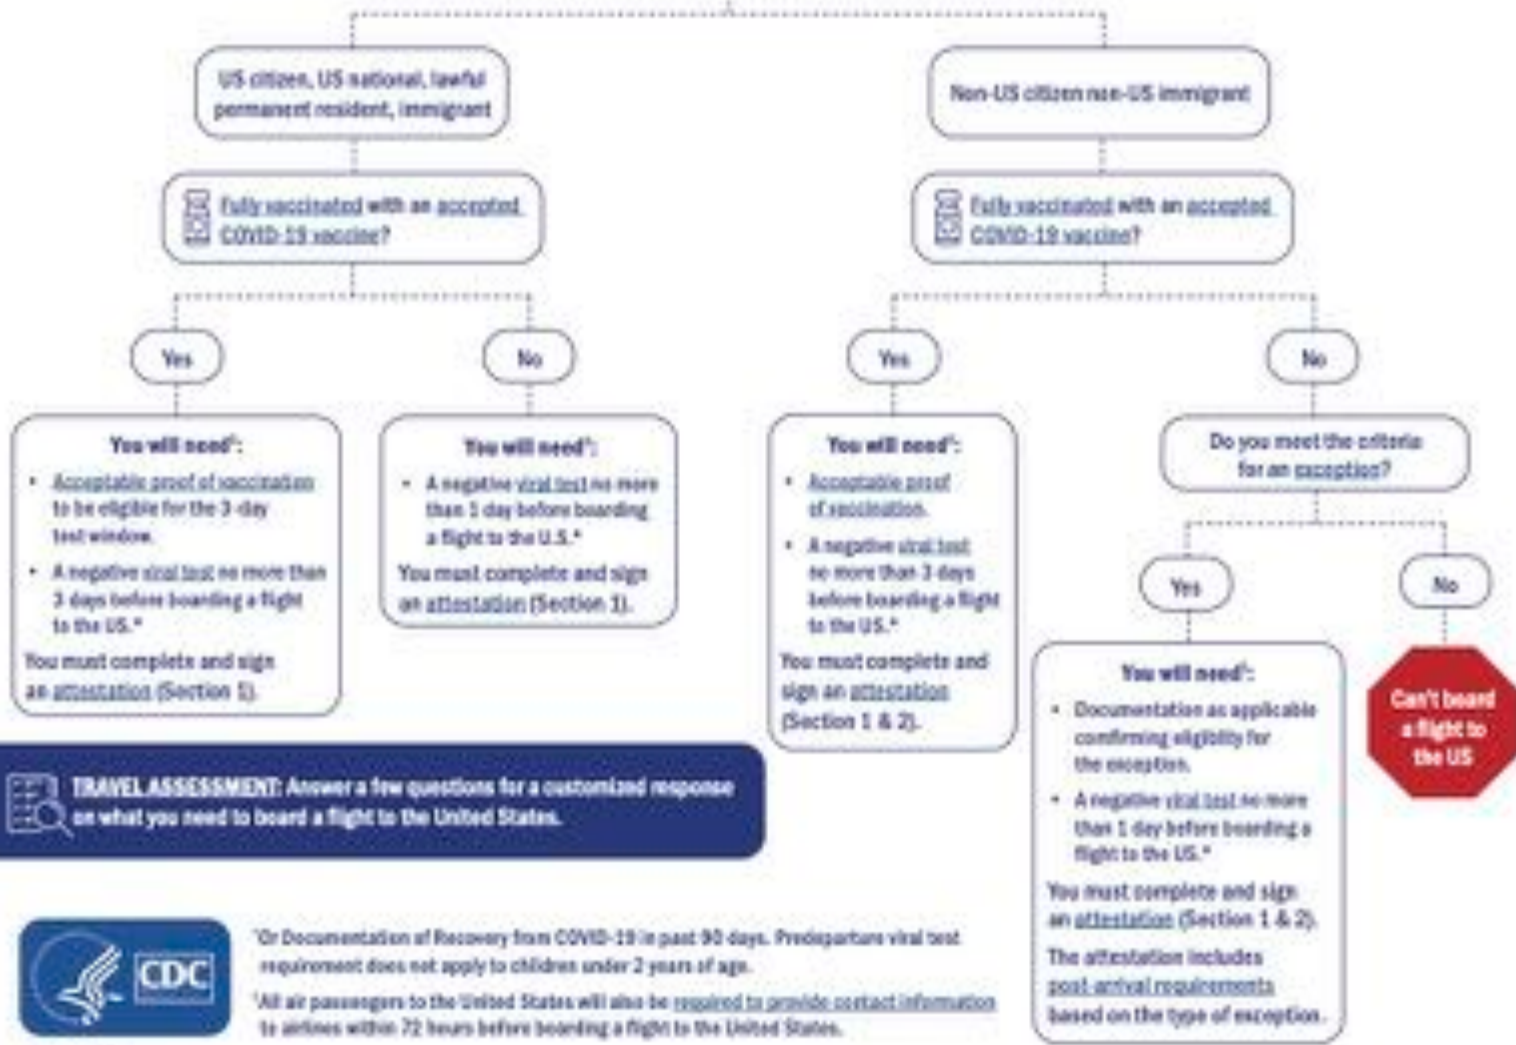 US citizen, US national, lawful
permanent resident, immigrant
Non-US citizen non-US immigrant
Fully vaccinated with an accepted
COVID-19 vaccine?
Fully vaccinated with an accepted
COVID-19 vaccine?
Yes
No
Yes
No
You will need†:
• Acceptable proof of vaccination
to be eligible for the 3-day
test window.
• A negative viral test no more than
3 days before boarding a flight
to the US.*
You must complete and sign
an attestation (Section 1).
You will need†:
• A negative viral test no more
than 1 day before boarding
a flight to the U.S.*
You must complete and sign
an attestation (Section 1).
You will need†:
• Acceptable proof
of vaccination.
• A negative viral test
no more than 3 days
before boarding a flight
to the US.*
You must complete and
sign an attestation
(Section 1 & 2).
Do you meet the criteria
for an exception?
Yes
No
You will need†:
• Documentation as applicable
comfirming eligiblity for
the exception.
• A negative viral test no more
than 1 day before boarding a
flight to the US.*
You must complete and sign
an attestation (Section 1 & 2).
The attestation includes
post-arrival requirements
based on the type of exception.
Can't board
a flight to
the US
TRAVEL ASSESSMENT: Answer a few questions for a customized response
on what you need to board a flight to the United States.
CDC
*Or Documentation of Recovery from COVID-19 in past 90 days. Predeparture viral test
requirement does not apply to children under 2 years of age.
†All air passengers to the United States will also be required to provide contact information
to airlines within 72 hours before boarding a flight to the United States.